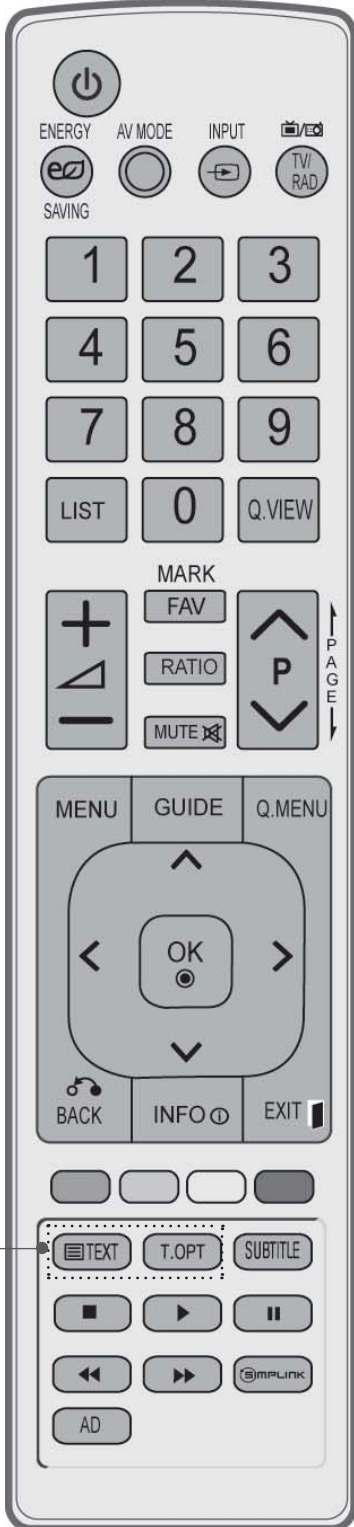 ENERGY AV MODE INPUT
TV/
RAD
SAVING
1 2 3
4 5 6
7 8 9
LIST 0 Q.VIEW
MARK
FAV
RATIO P
MUTE
PAGE
MENU GUIDE Q.MENU
OK
BACK INFO EXIT
TEXT T.OPT SUBTITLE
SIMPLINK
AD